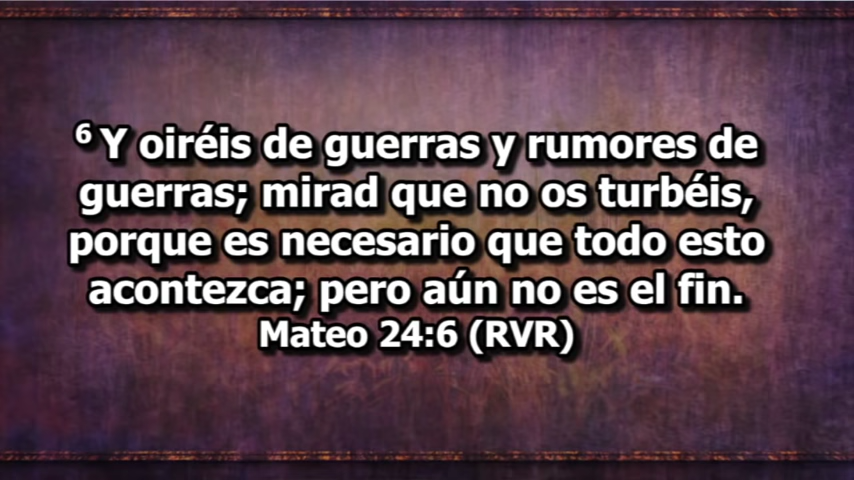 6 Y oiréis de guerras y rumores de
guerras; mirad que no os turbéis,
porque es necesario que todo esto
acontezca; pero aún no es el fin.
Mateo 24:6 (RVR)